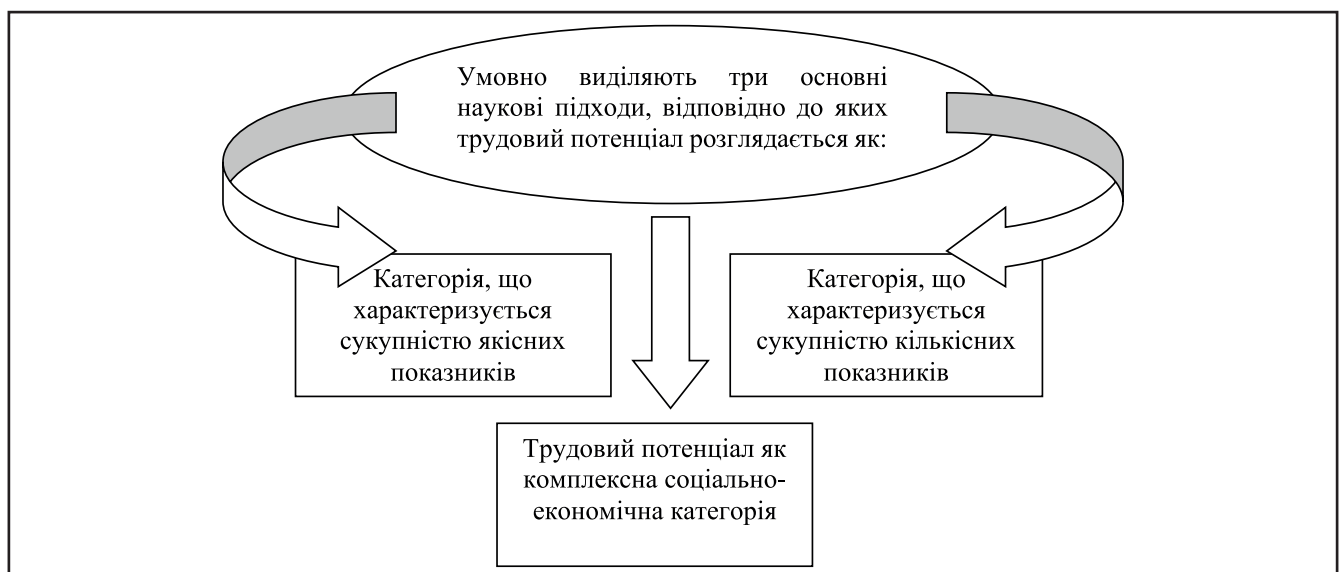 Умовно виділяють три основні
наукові підходи, відповідно до яких
трудовий потенціал розглядається як:
Категорія, що
характеризується
сукупністю якісних
показників
Категорія, що
характеризується
сукупністю кількісних
показників
Трудовий потенціал як
комплексна соціально-
економічна категорія